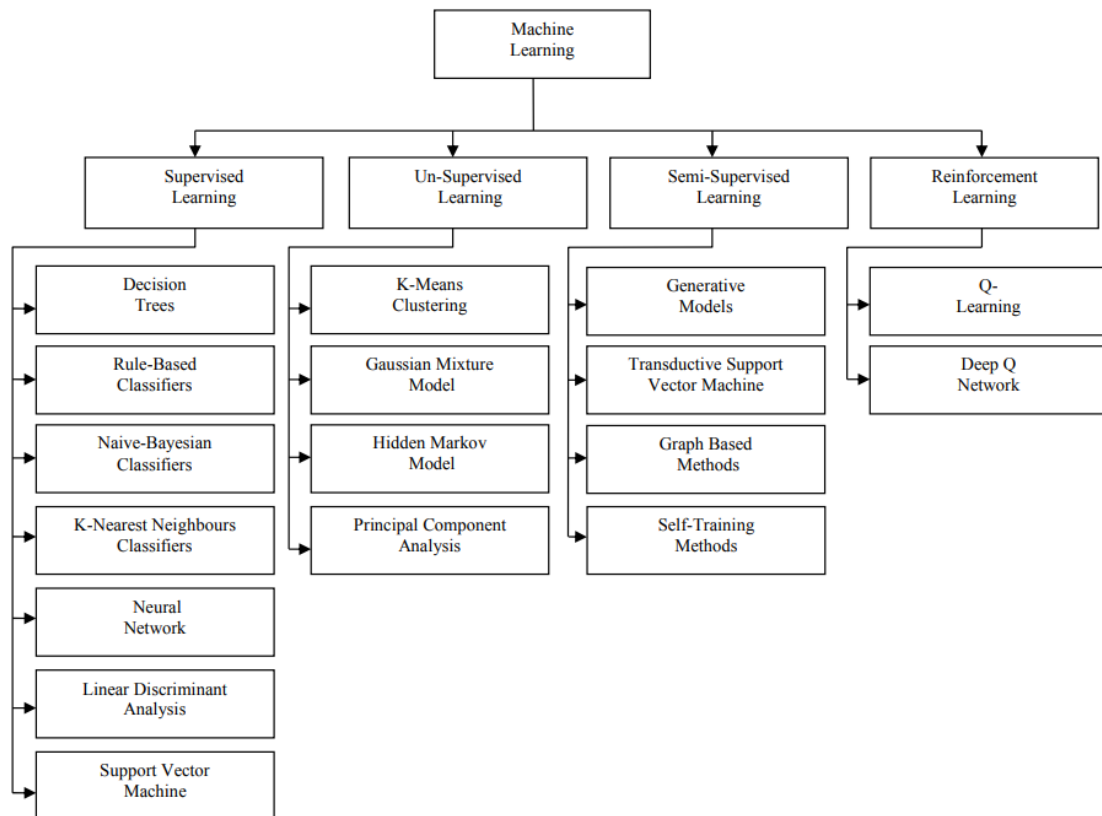 Machine
Learning
Supervised
Learning
Un-Supervised
Learning
Semi-Supervised
Learning
Reinforcement
Learning
Decision
Trees
Rule-Based
Classifiers
Naive-Bayesian
Classifiers
K-Nearest Neighbours
Classifiers
Neural
Network
Linear Discriminant
Analysis
Support Vector
Machine
K-Means
Clustering
Gaussian Mixture
Model
Hidden Markov
Model
Principal Component
Analysis
Generative
Models
Transductive Support
Vector Machine
Graph Based
Methods
Self-Training
Methods
Q-
Learning
Deep Q
Network